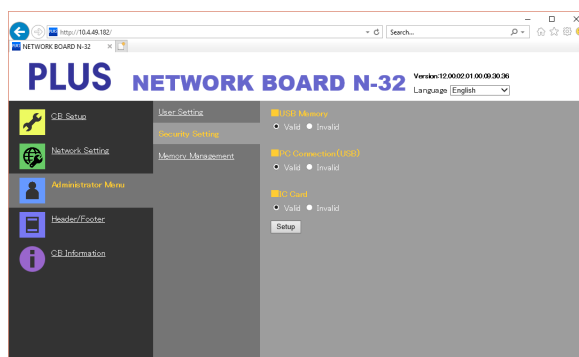 http://10.4.49.182/
Search...
NETWORK BOARD N-32
PLUS NETWORK BOARD N-32
Version:12.00.02.01.00.09.30.36
Language English
CB Setup
Network Setting
Administrator Menu
Header/Footer
CB Information
User Setting
Security Setting
Memory Management
USB Memory
Valid Invalid
PC Connection(USB)
Valid Invalid
IC Card
Valid Invalid
Setup